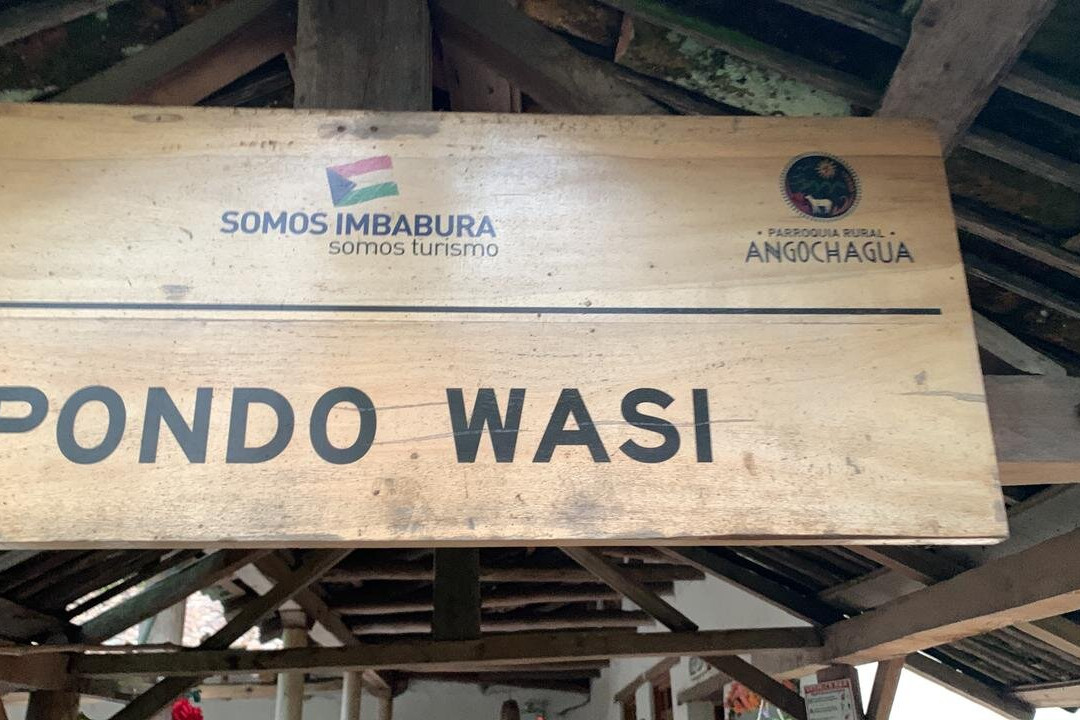 SOMOS IMBABURA
somos turismo
• PARROQUIA RURAL •
ANGOCHAGUA
PONDO WASI